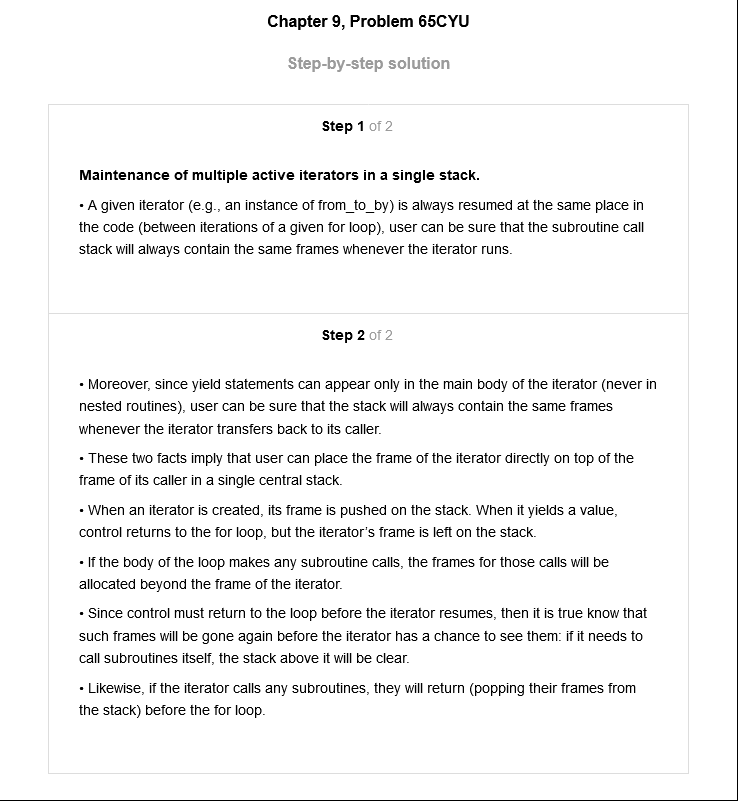 Chapter 9, Problem 65CYU
Step-by-step solution
Step 1 of 2
Maintenance of multiple active iterators in a single stack.
• A given iterator (e.g., an instance of from_to_by) is always resumed at the same place in
the code (between iterations of a given for loop), user can be sure that the subroutine call
stack will always contain the same frames whenever the iterator runs.
Step 2 of 2
• Moreover, since yield statements can appear only in the main body of the iterator (never in
nested routines), user can be sure that the stack will always contain the same frames
whenever the iterator transfers back to its caller.
• These two facts imply that user can place the frame of the iterator directly on top of the
frame of its caller in a single central stack.
• When an iterator is created, its frame is pushed on the stack. When it yields a value,
control returns to the for loop, but the iterator’s frame is left on the stack.
• If the body of the loop makes any subroutine calls, the frames for those calls will be
allocated beyond the frame of the iterator.
• Since control must return to the loop before the iterator resumes, then it is true know that
such frames will be gone again before the iterator has a chance to see them: if it needs to
call subroutines itself, the stack above it will be clear.
• Likewise, if the iterator calls any subroutines, they will return (popping their frames from
the stack) before the for loop.